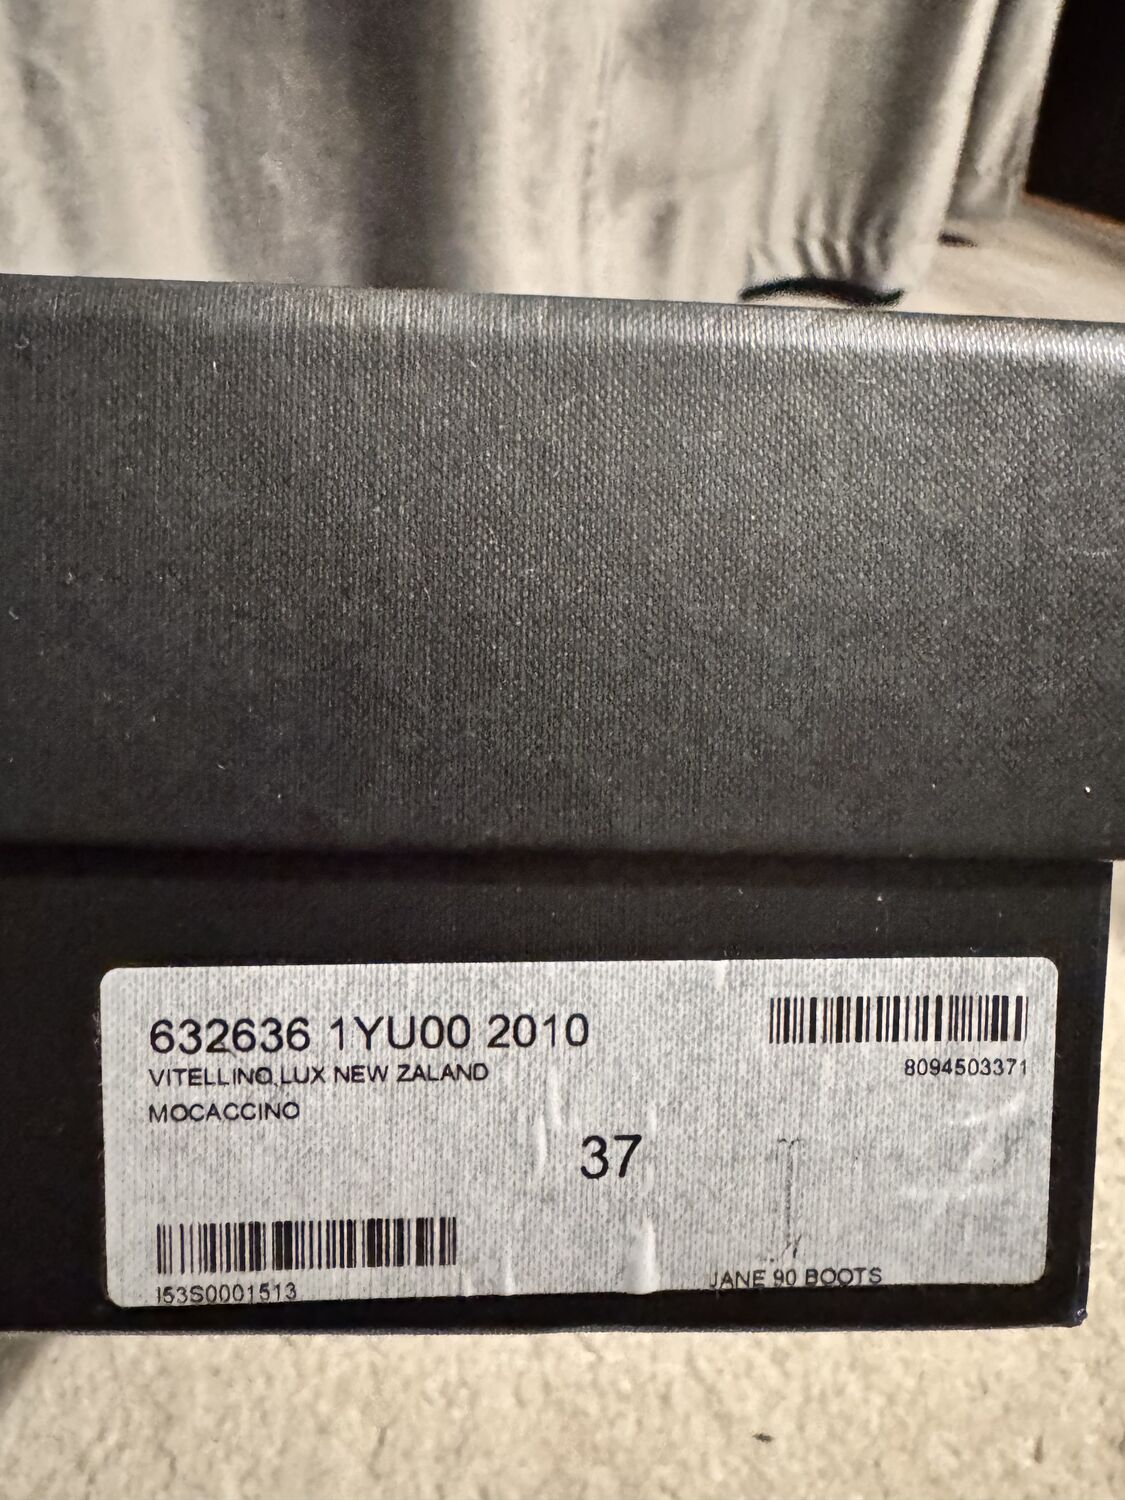 632636 1YU00 2010
8094503371
VITELLINO,LUX NEW ZALAND
MOCACCINO
37
I53S0001513
JANE 90 BOOTS